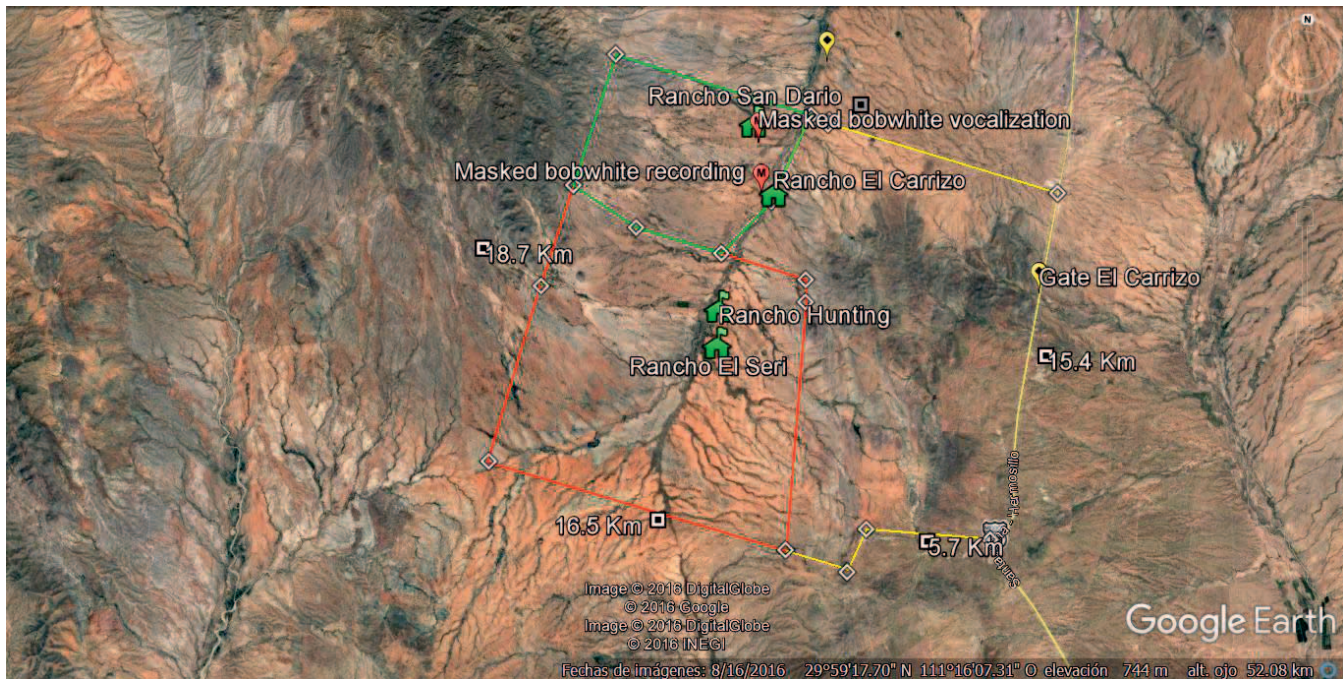 N
Rancho San Dario
Masked bobwhite vocalization
Masked bobwhite recording
Rancho El Carrizo
18.7 Km
Gate El Carrizo
Rancho Hunting
15.4 Km
Rancho El Seri
Hermosillo
16.5 Km
5.7 Km
Image © 2016 DigitalGlobe
© 2016 Google
Image © 2016 DigitalGlobe
© 2016 INEGI
Google Earth
Fechas de imágenes: 8/16/2016 29°59'17.70" N 111°16'07.31" O elevación 744 m alt. ojo 52.08 km